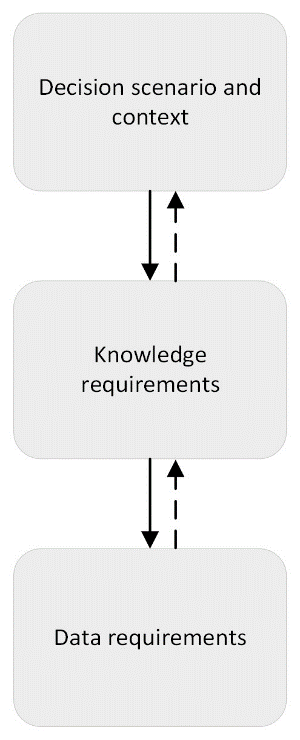 Decision scenario and
context
Knowledge
requirements
Data requirements